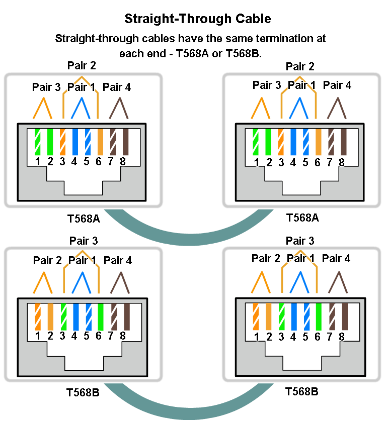 Straight-Through Cable
Straight-through cables have the same termination at
each end - T568A or T568B.
Pair 2
Pair 3 Pair 1 Pair 4
1 2 3 4 5 6 7 8
T568A
Pair 2
Pair 3 Pair 1 Pair 4
1 2 3 4 5 6 7 8
T568A
Pair 3
Pair 2 Pair 1 Pair 4
1 2 3 4 5 6 7 8
T568B
Pair 3
Pair 2 Pair 1 Pair 4
1 2 3 4 5 6 7 8
T568B